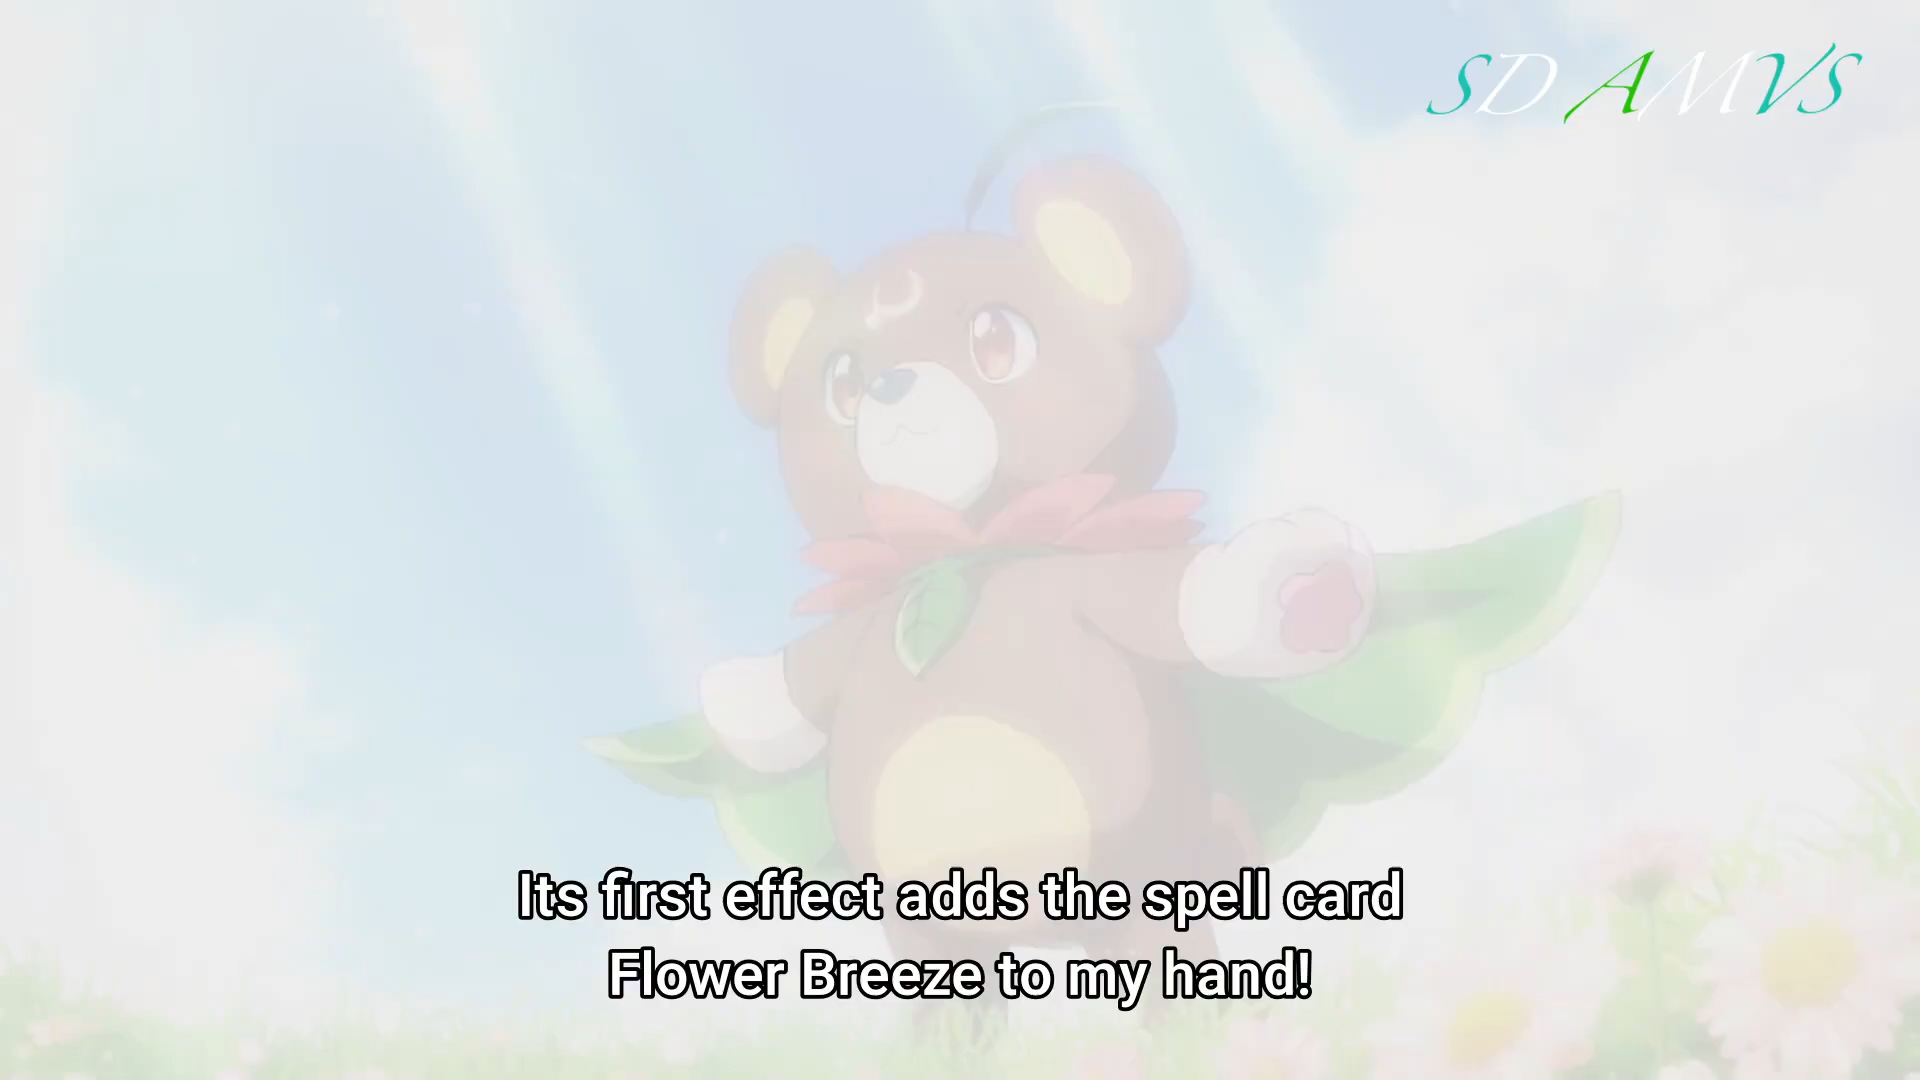 SD AMVS
Its first effect adds the spell card
Flower Breeze to my hand!